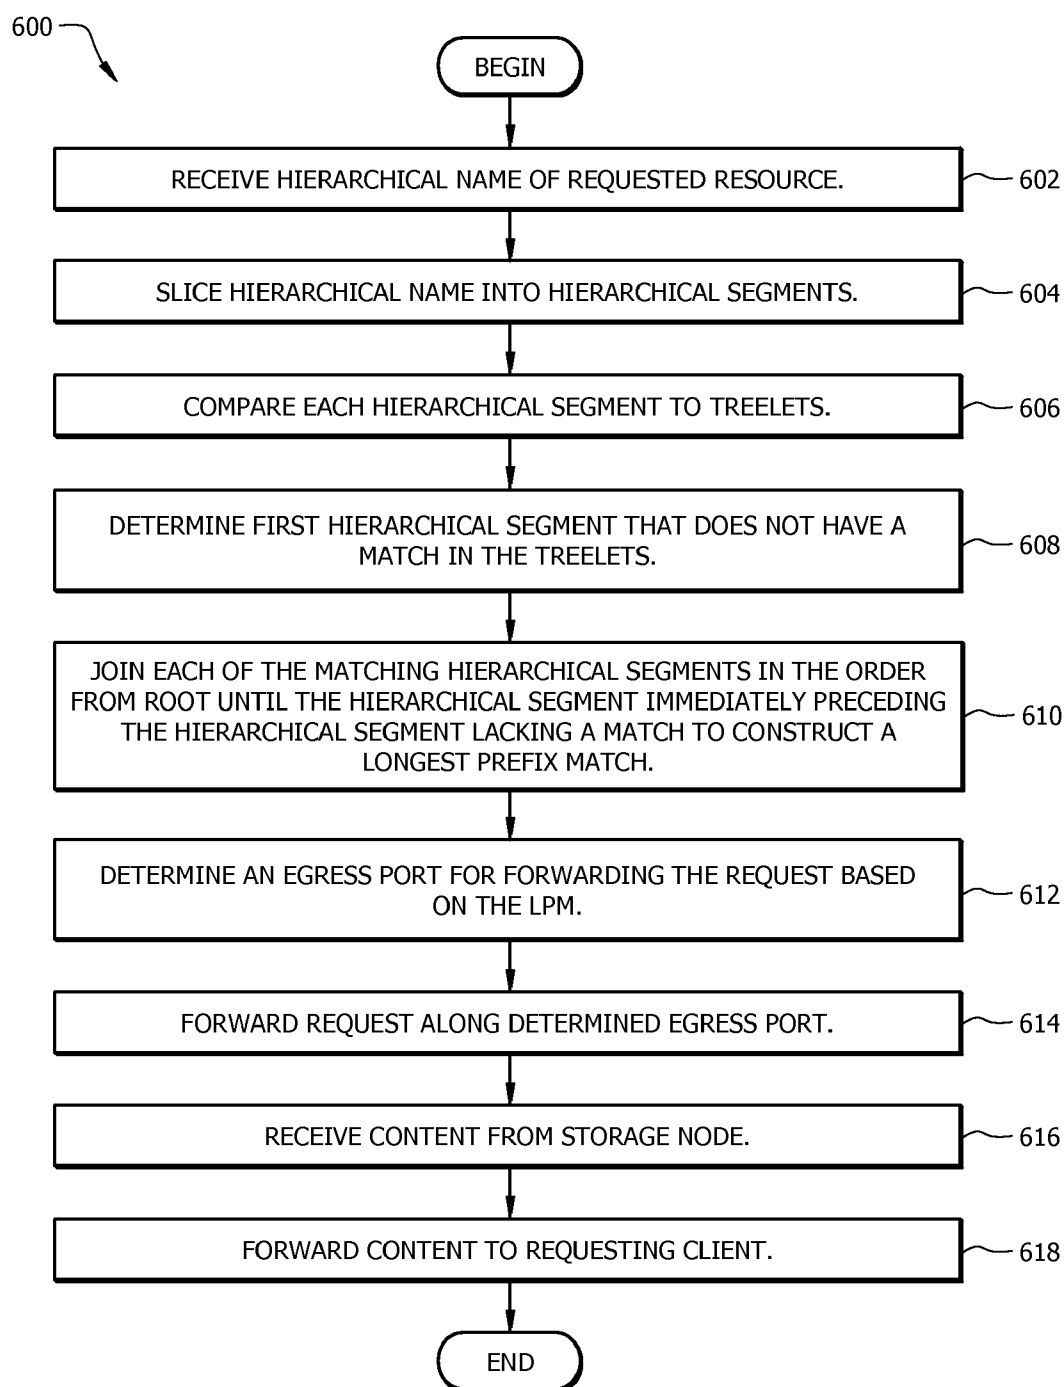 600
BEGIN
RECEIVE HIERARCHICAL NAME OF REQUESTED RESOURCE.
602
SLICE HIERARCHICAL NAME INTO HIERARCHICAL SEGMENTS.
604
COMPARE EACH HIERARCHICAL SEGMENT TO TREELETS.
606
DETERMINE FIRST HIERARCHICAL SEGMENT THAT DOES NOT HAVE A
MATCH IN THE TREELETS.
608
JOIN EACH OF THE MATCHING HIERARCHICAL SEGMENTS IN THE ORDER
FROM ROOT UNTIL THE HIERARCHICAL SEGMENT IMMEDIATELY PRECEDING
THE HIERARCHICAL SEGMENT LACKING A MATCH TO CONSTRUCT A
LONGEST PREFIX MATCH.
610
DETERMINE AN EGRESS PORT FOR FORWARDING THE REQUEST BASED
ON THE LPM.
612
FORWARD REQUEST ALONG DETERMINED EGRESS PORT.
614
RECEIVE CONTENT FROM STORAGE NODE.
616
FORWARD CONTENT TO REQUESTING CLIENT.
618
END